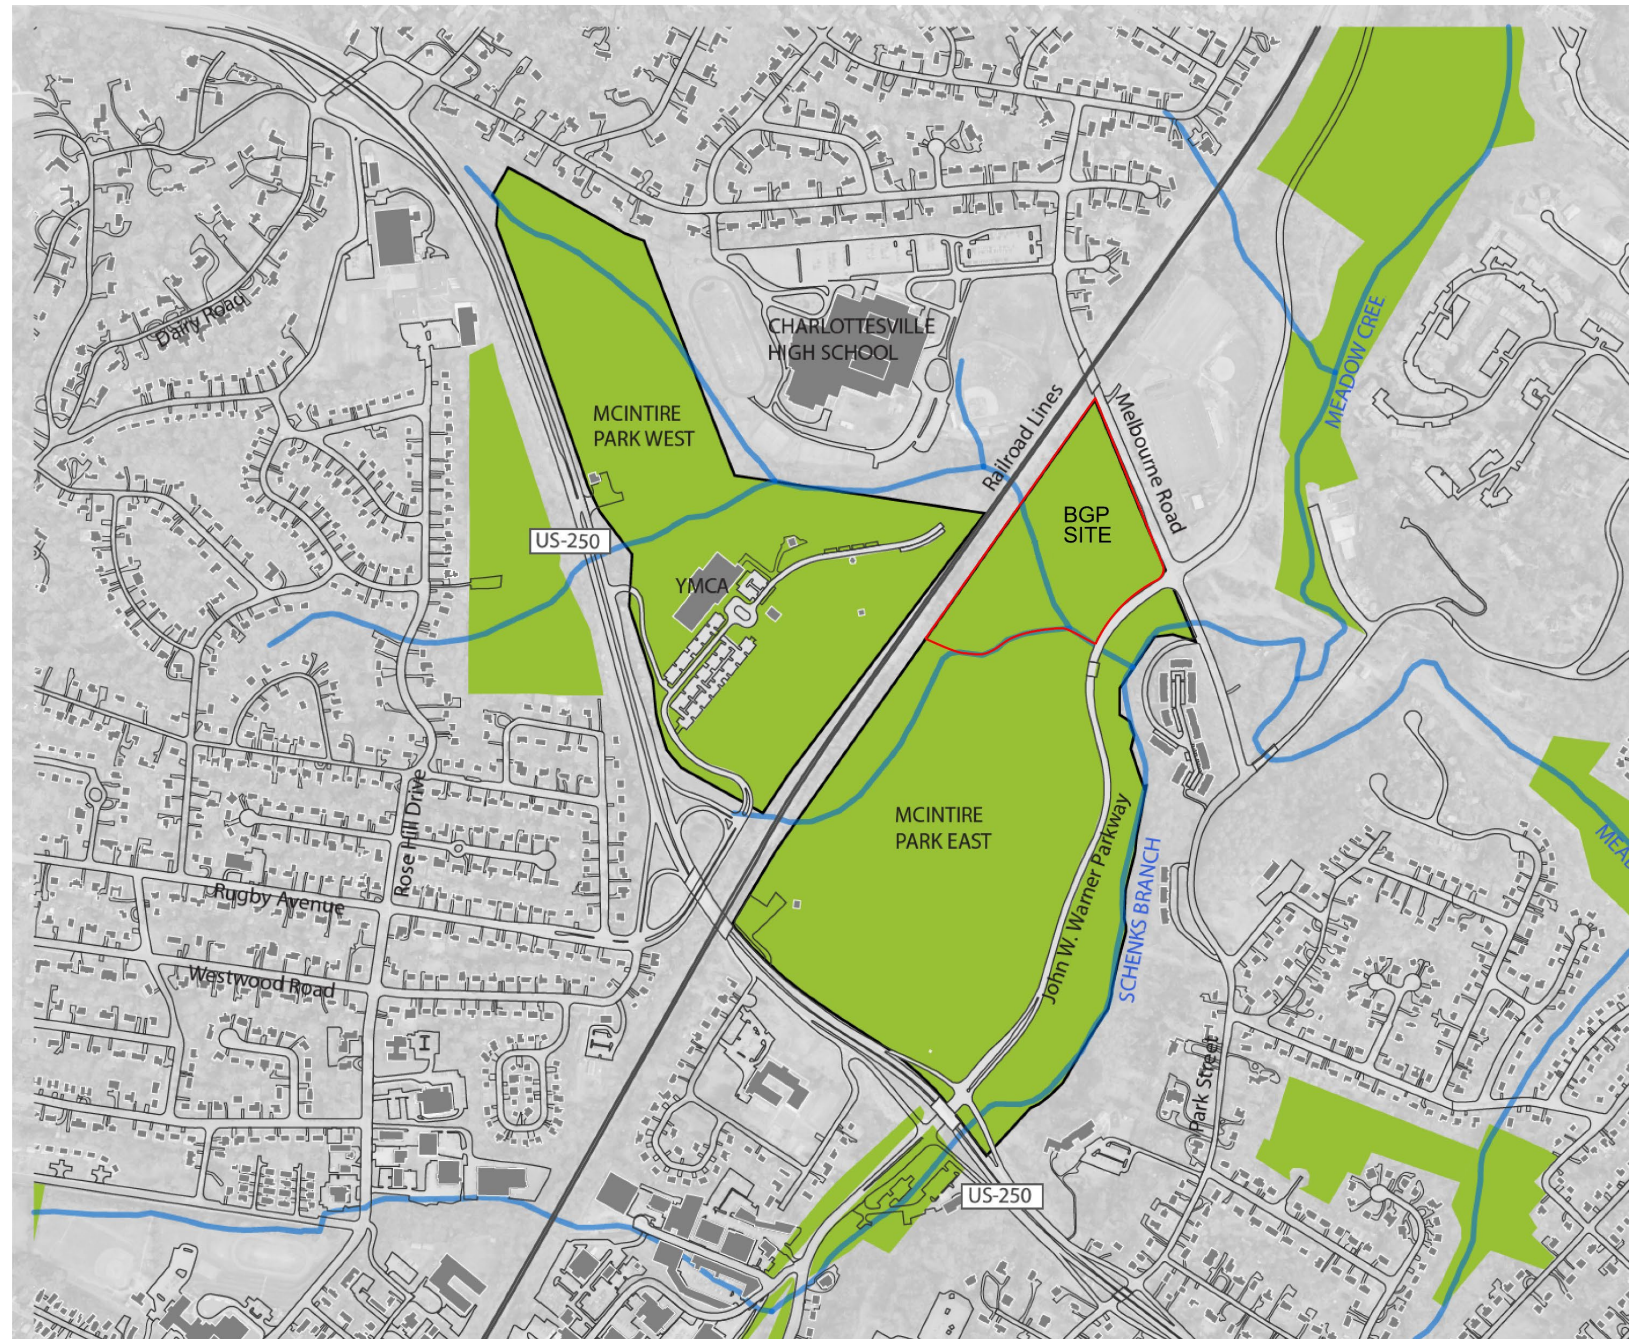 Dairy Road
CHARLOTTESVILLE
HIGH SCHOOL
MEADOW CREE
MCINTIRE
PARK WEST
Railroad Lines
Melbourne Road
BGP
SITE
US-250
YMCA
MCINTIRE
PARK EAST
John W. Warner Parkway
SCHENKS BRANCH
MEA
Rose Hill Drive
Rugby Avenue
Westwood Road
Park Street
US-250